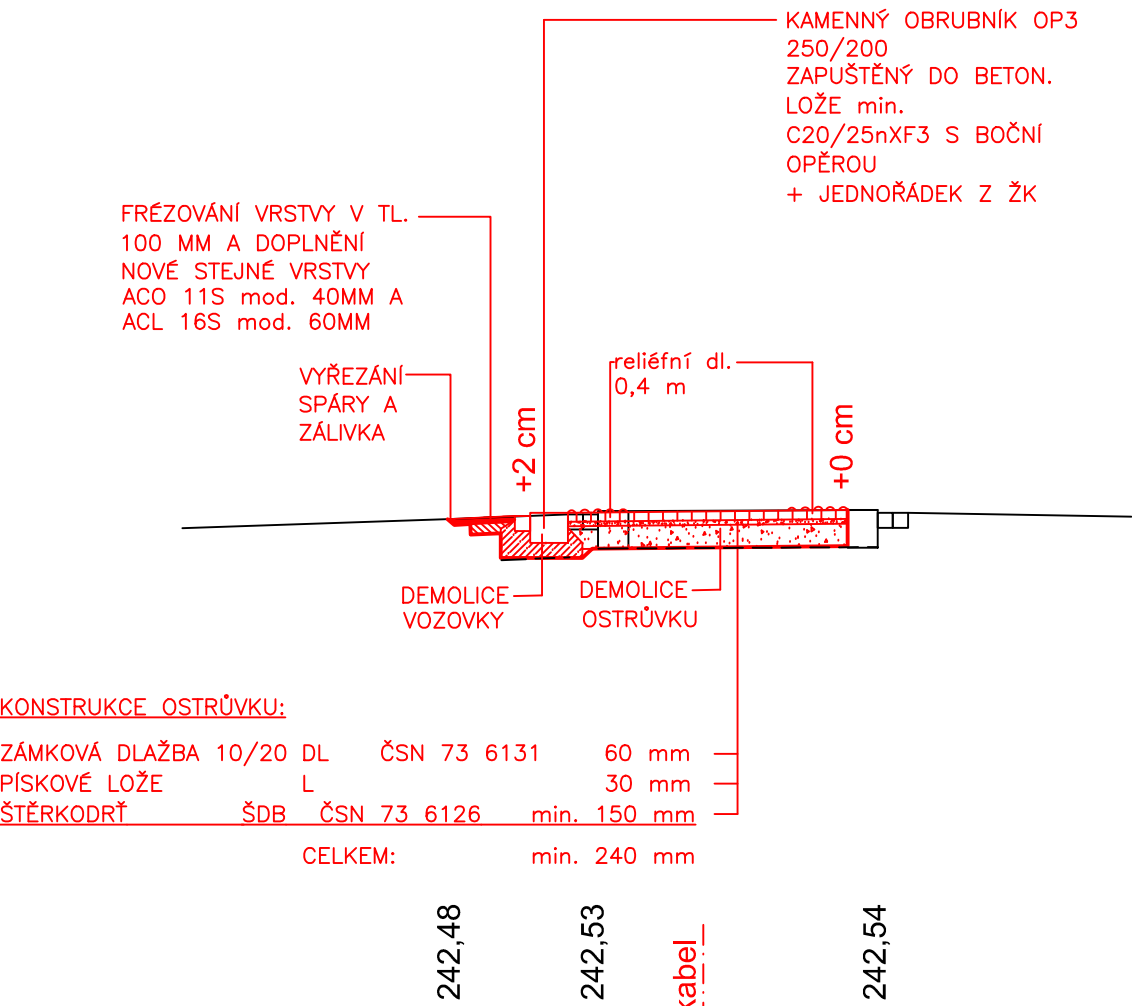 KAMENNÝ OBRUBNÍK OP3
250/200
ZAPUŠTĚNÝ DO BETON.
LOŽE min.
C20/25nXF3 S BOČNÍ
OPĚROU
+ JEDNOŘÁDEK Z ŽK
FRÉZOVÁNÍ VRSTVY V TL.
100 MM A DOPLNĚNÍ
NOVÉ STEJNÉ VRSTVY
ACO 11S mod. 40MM A
ACL 16S mod. 60MM
VYŘEZÁNÍ
SPÁRY A
ZÁLIVKA
reliéfní dl.
0,4 m
+2 cm
+0 cm
DEMOLICE
VOZOVKY
DEMOLICE
OSTRŮVKU
KONSTRUKCE OSTRŮVKU:
ZÁMKOVÁ DLAŽBA 10/20 DL ČSN 73 6131 60 mm
PÍSKOVÉ LOŽE L 30 mm
ŠTĚRKODRŤ ŠDB ČSN 73 6126 min. 150 mm
CELKEM: min. 240 mm
242,48
242,53
kabel
242,54